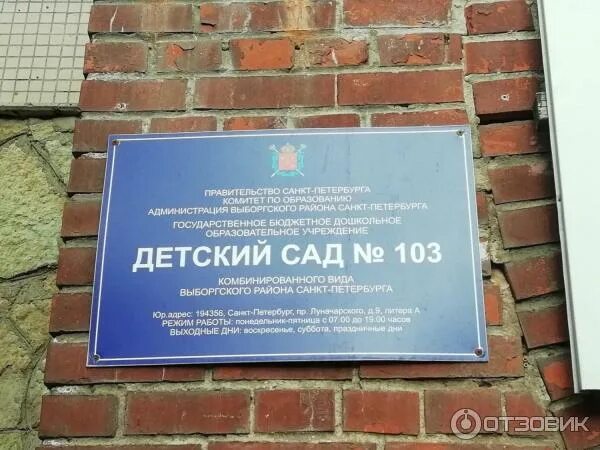 ПРАВИТЕЛЬСТВО САНКТ-ПЕТЕРБУРГА
КОМИТЕТ ПО ОБРАЗОВАНИЮ
АДМИНИСТРАЦИЯ ВЫБОРГСКОГО РАЙОНА САНКТ-ПЕТЕРБУРГА
ГОСУДАРСТВЕННОЕ БЮДЖЕТНОЕ ДОШКОЛЬНОЕ
ОБРАЗОВАТЕЛЬНОЕ УЧРЕЖДЕНИЕ
ДЕТСКИЙ САД № 103
КОМБИНИРОВАННОГО ВИДА
ВЫБОРГСКОГО РАЙОНА САНКТ-ПЕТЕРБУРГА
Юр.адрес: 194356, Санкт-Петербург, пр. Луначарского, д.9, литера А
РЕЖИМ РАБОТЫ: понедельник-пятница с 07.00 до 19.00 часов
ВЫХОДНЫЕ ДНИ: воскресенье, суббота, праздничные дни
ОТЗОВИК